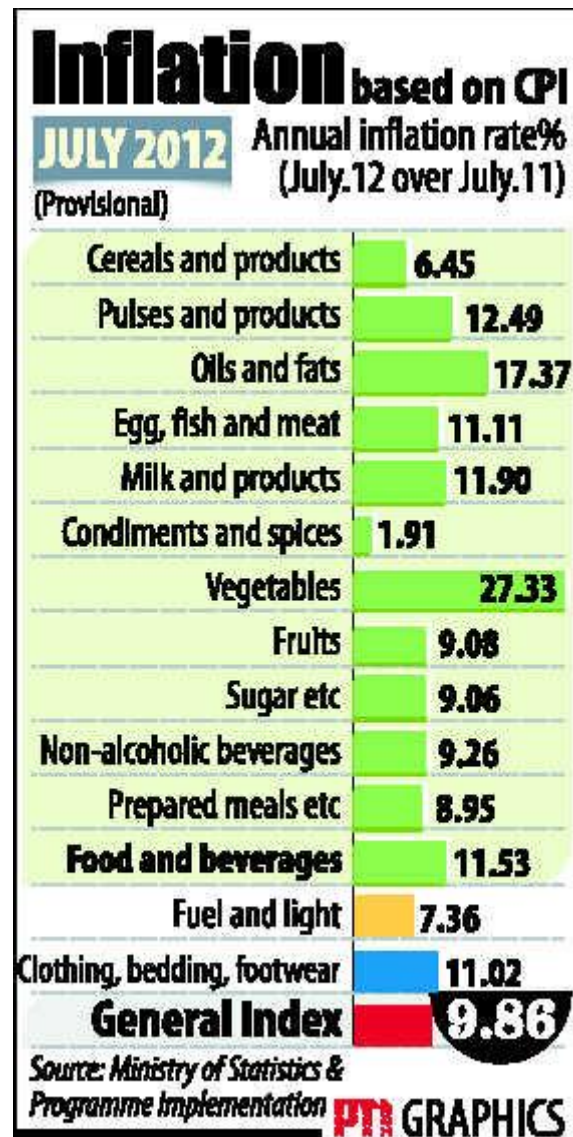 Inflation based on CPI
JULY 2012 Annual inflation rate%
(July.12 over July.11)
(Provisional)
Cereals and products 6.45
Pulses and products 12.49
Oils and fats 17.37
Egg, fish and meat 11.11
Milk and products 11.90
Condiments and spices 1.91
Vegetables 27.33
Fruits 9.08
Sugar etc 9.06
Non-alcoholic beverages 9.26
Prepared meals etc 8.95
Food and beverages 11.53
Fuel and light 7.36
Clothing, bedding, footwear 11.02
General Index 9.86
Source: Ministry of Statistics &
Programme Implementation PTI GRAPHICS